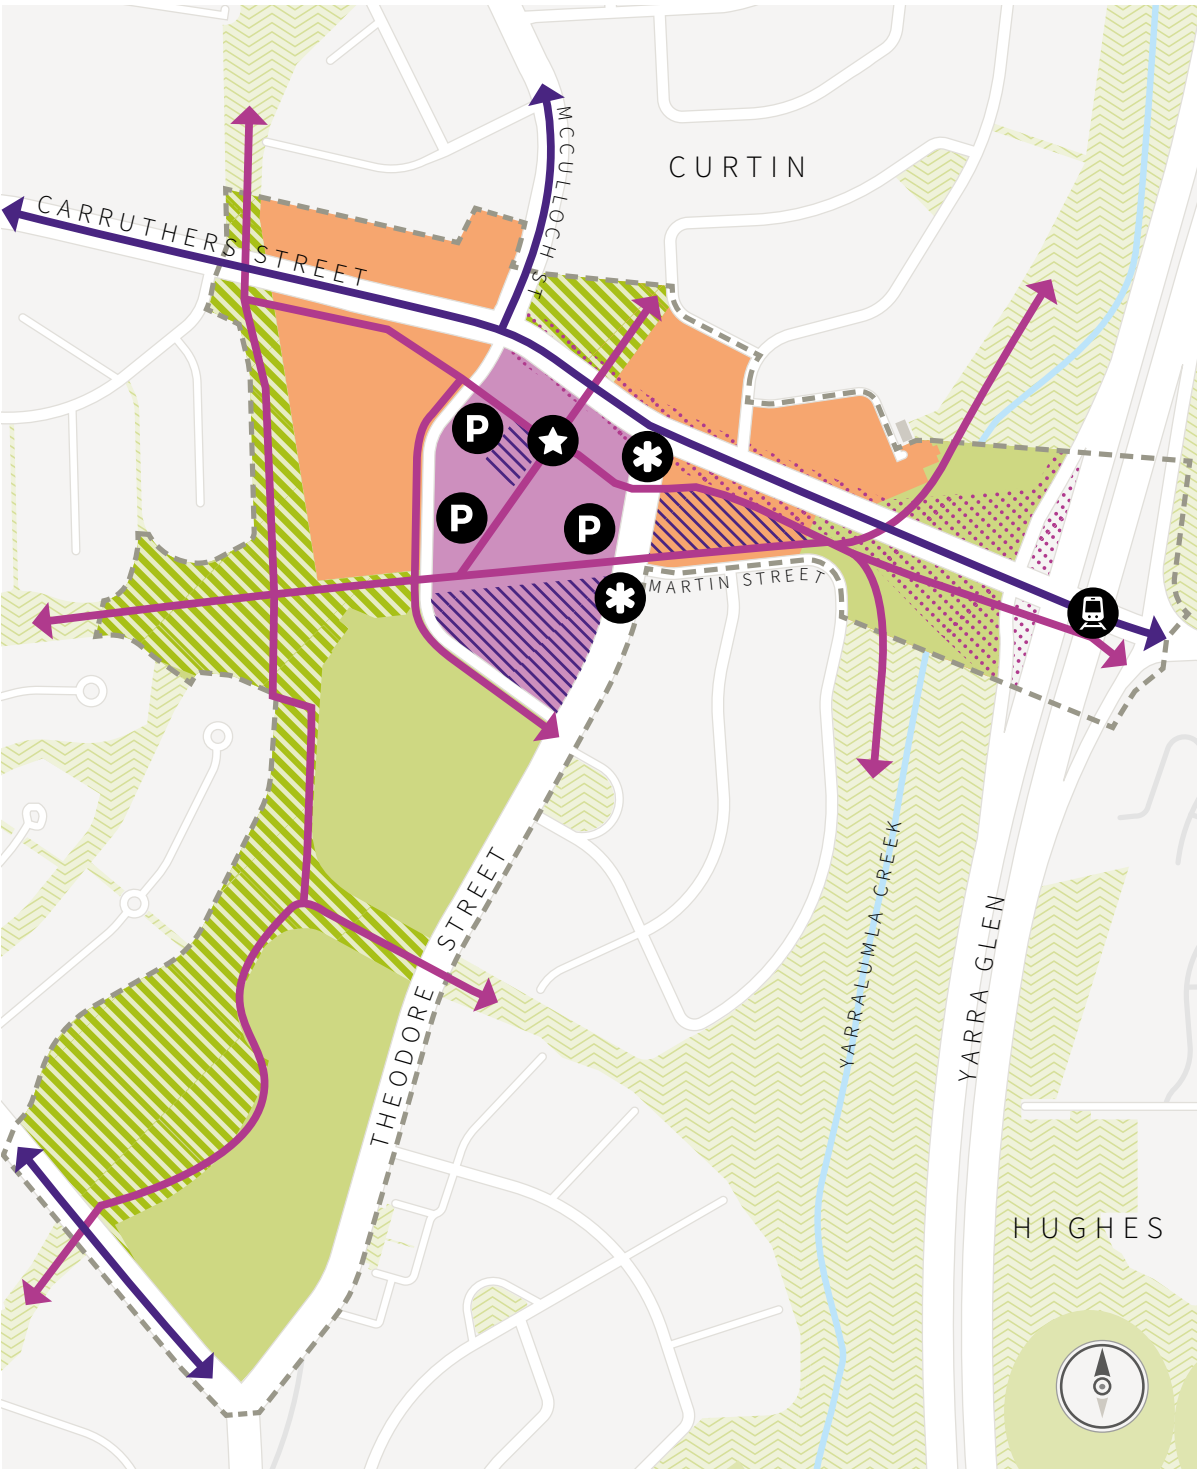 MCCULLOCH ST
CURTIN
CARRUTHERS STREET
P
P
P
MARTIN STREET
YARRALUMLA CREEK
THEODORE STREET
YARRA GLEN
HUGHES